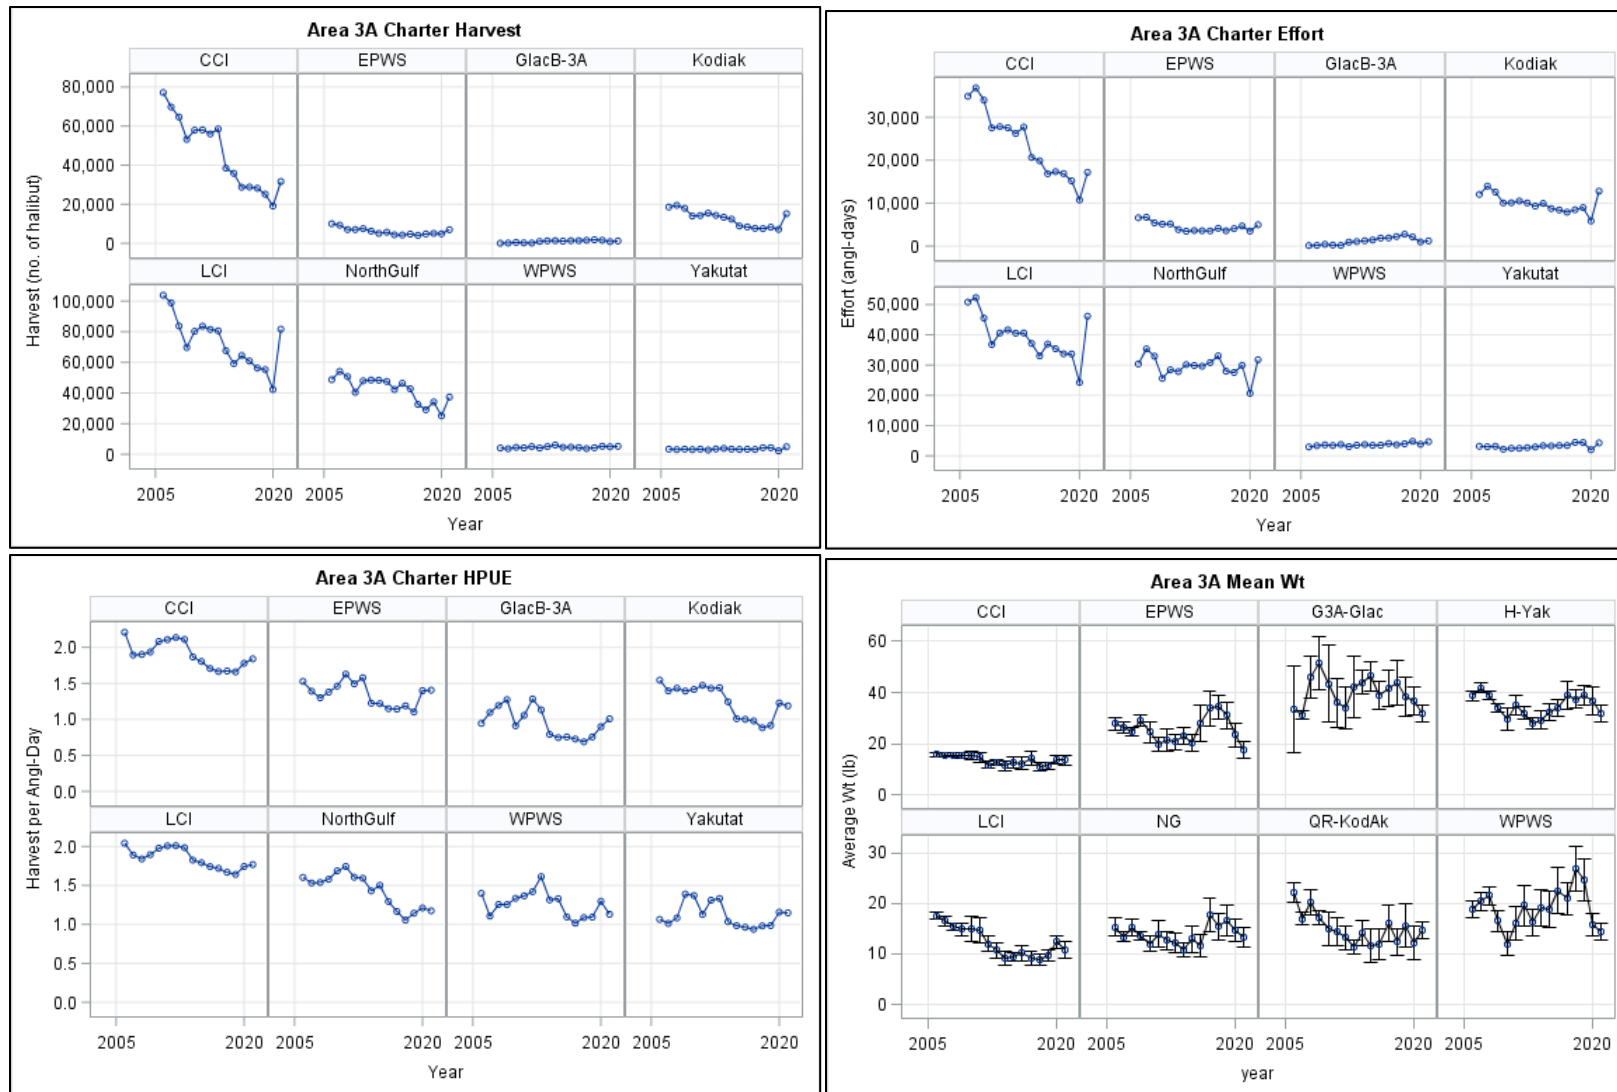 Area 3A Charter Harvest
CCI EPWS GlacB-3A Kodiak
80,000
60,000
40,000
20,000
0
Harvest (no. of halibut)
LCI NorthGulf WPWS Yakutat
100,000
80,000
60,000
40,000
20,000
0
2005 2020 2005 2020 2005 2020 2005 2020
Year
Area 3A Charter Effort
CCI EPWS GlacB-3A Kodiak
30,000
20,000
10,000
0
Effort (angl-days)
LCI NorthGulf WPWS Yakutat
50,000
40,000
30,000
20,000
10,000
0
2005 2020 2005 2020 2005 2020 2005 2020
Year
Area 3A Charter HPUE
CCI EPWS GlacB-3A Kodiak
2.0
1.5
1.0
0.5
0.0
Harvest per Angl-Day
LCI NorthGulf WPWS Yakutat
2.0
1.5
1.0
0.5
0.0
2005 2020 2005 2020 2005 2020 2005 2020
Year
Area 3A Mean Wt
CCI EPWS G3A-Glac H-Yak
60
40
20
0
Average Wt (lb)
LCI NG QR-KodAk WPWS
30
20
10
0
2005 2020 2005 2020 2005 2020 2005 2020
year